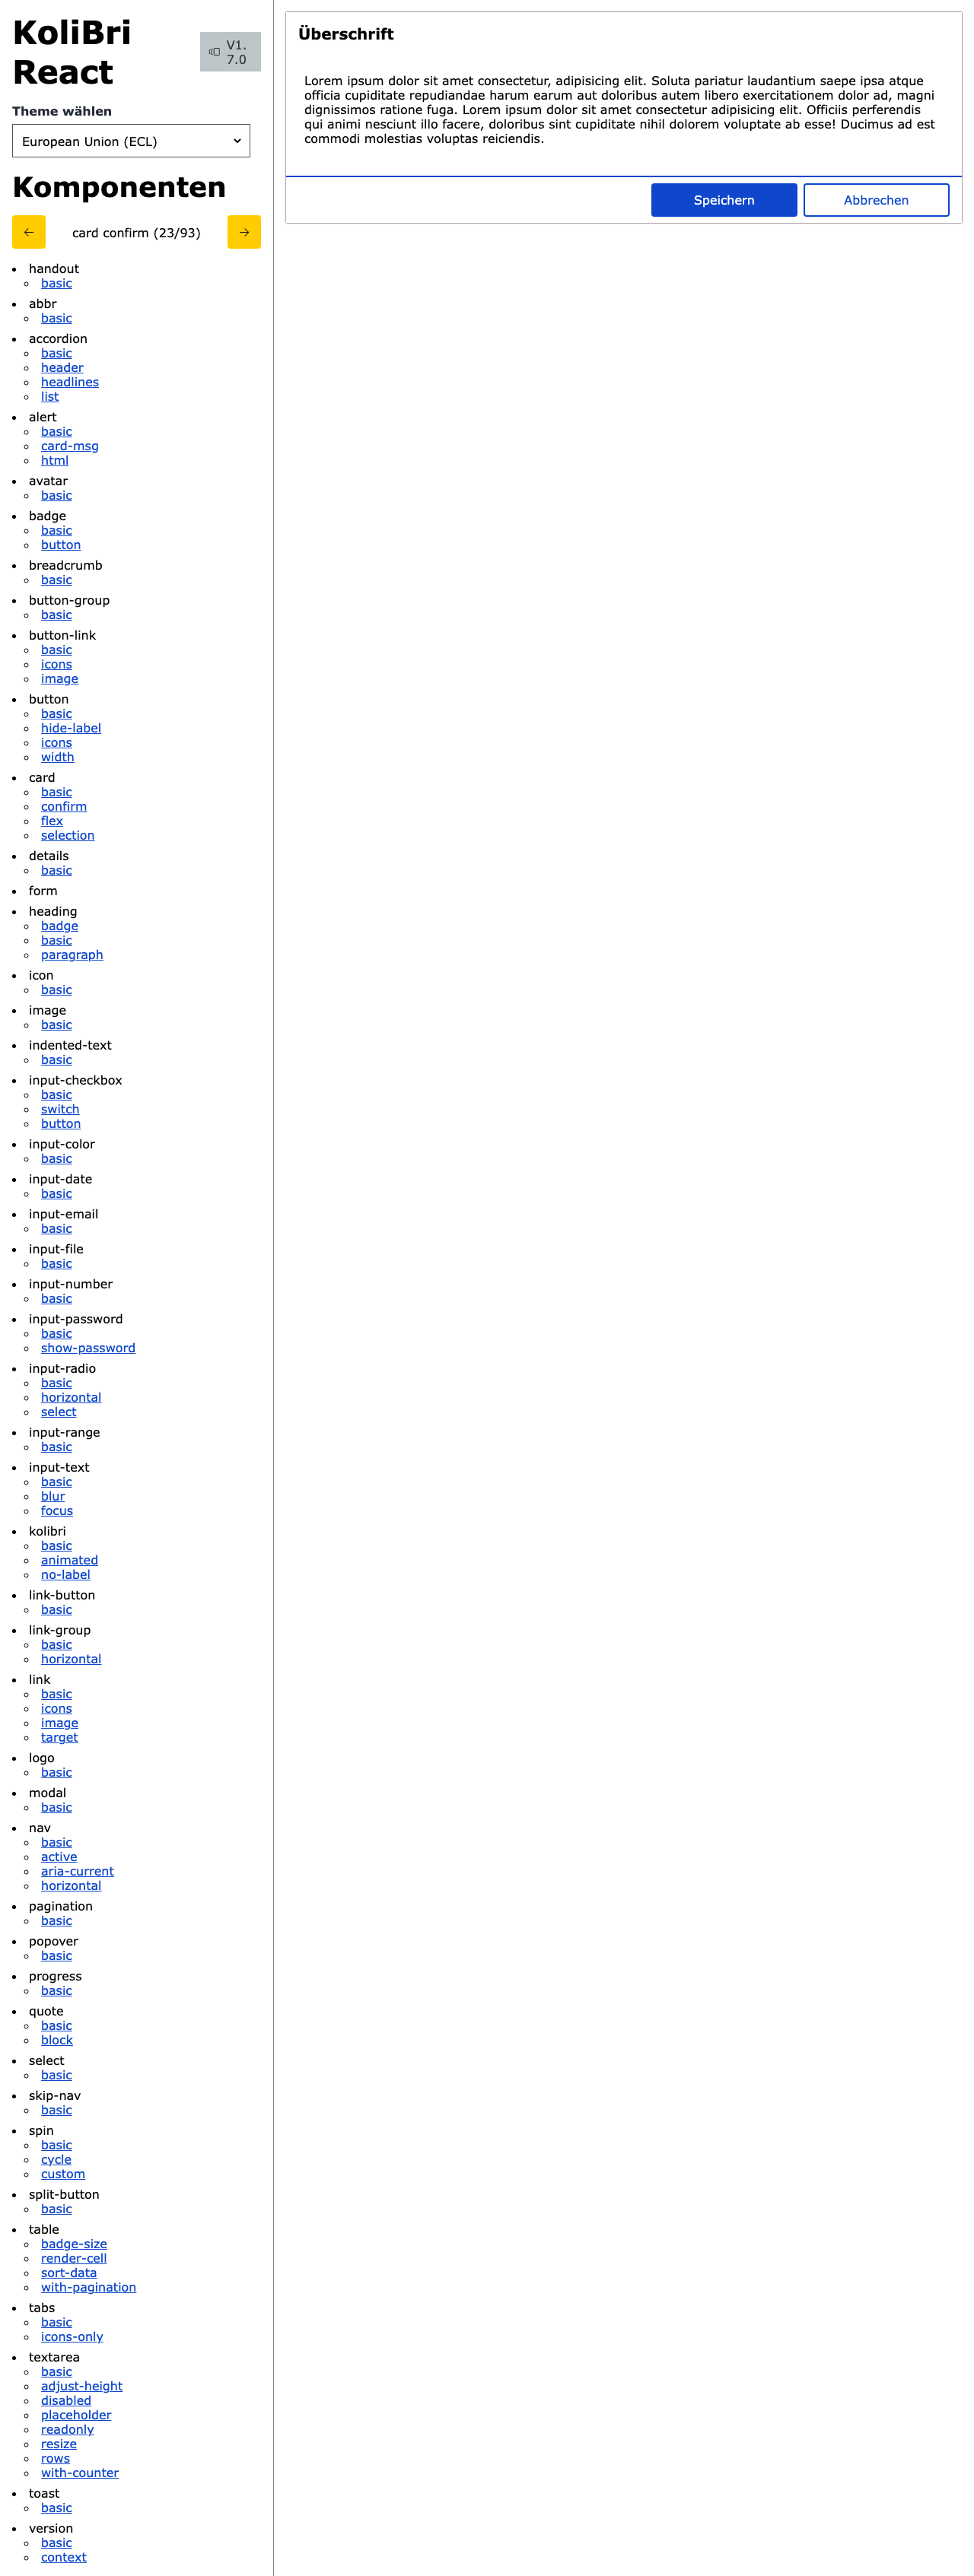 KoliBri
React
V1.
7.0
Theme wählen
European Union (ECL)
Komponenten
card confirm (23/93)
handout
basic
abbr
basic
accordion
basic
header
headlines
list
alert
basic
card-msg
html
avatar
basic
badge
basic
button
breadcrumb
basic
button-group
basic
button-link
basic
icons
image
button
basic
hide-label
icons
width
card
basic
confirm
flex
selection
details
basic
form
heading
badge
basic
paragraph
icon
basic
image
basic
indented-text
basic
input-checkbox
basic
switch
button
input-color
basic
input-date
basic
input-email
basic
input-file
basic
input-number
basic
input-password
basic
show-password
input-radio
basic
horizontal
select
input-range
basic
input-text
basic
blur
focus
kolibri
basic
animated
no-label
link-button
basic
link-group
basic
horizontal
link
basic
icons
image
target
logo
basic
modal
basic
nav
basic
active
aria-current
horizontal
pagination
basic
popover
basic
progress
basic
quote
basic
block
select
basic
skip-nav
basic
spin
basic
cycle
custom
split-button
basic
table
badge-size
render-cell
sort-data
with-pagination
tabs
basic
icons-only
textarea
basic
adjust-height
disabled
placeholder
readonly
resize
rows
with-counter
toast
basic
version
basic
context
Überschrift
Lorem ipsum dolor sit amet consectetur, adipisicing elit. Soluta pariatur laudantium saepe ipsa atque
officia cupiditate repudiandae harum earum aut doloribus autem libero exercitationem dolor ad, magni
dignissimos ratione fuga. Lorem ipsum dolor sit amet consectetur adipisicing elit. Officiis perferendis
qui animi nesciunt illo facere, doloribus sint cupiditate nihil dolorem voluptate ab esse! Ducimus ad est
commodi molestias voluptas reiciendis.
Speichern
Abbrechen